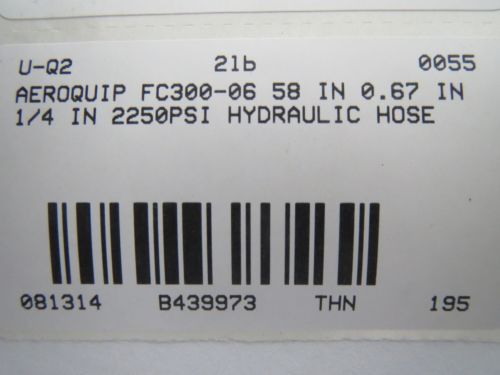 U-Q2 2lb 0055
AEROQUIP FC300-06 58 IN 0.67 IN
1/4 IN 2250PSI HYDRAULIC HOSE
081314 B439973 THN 195